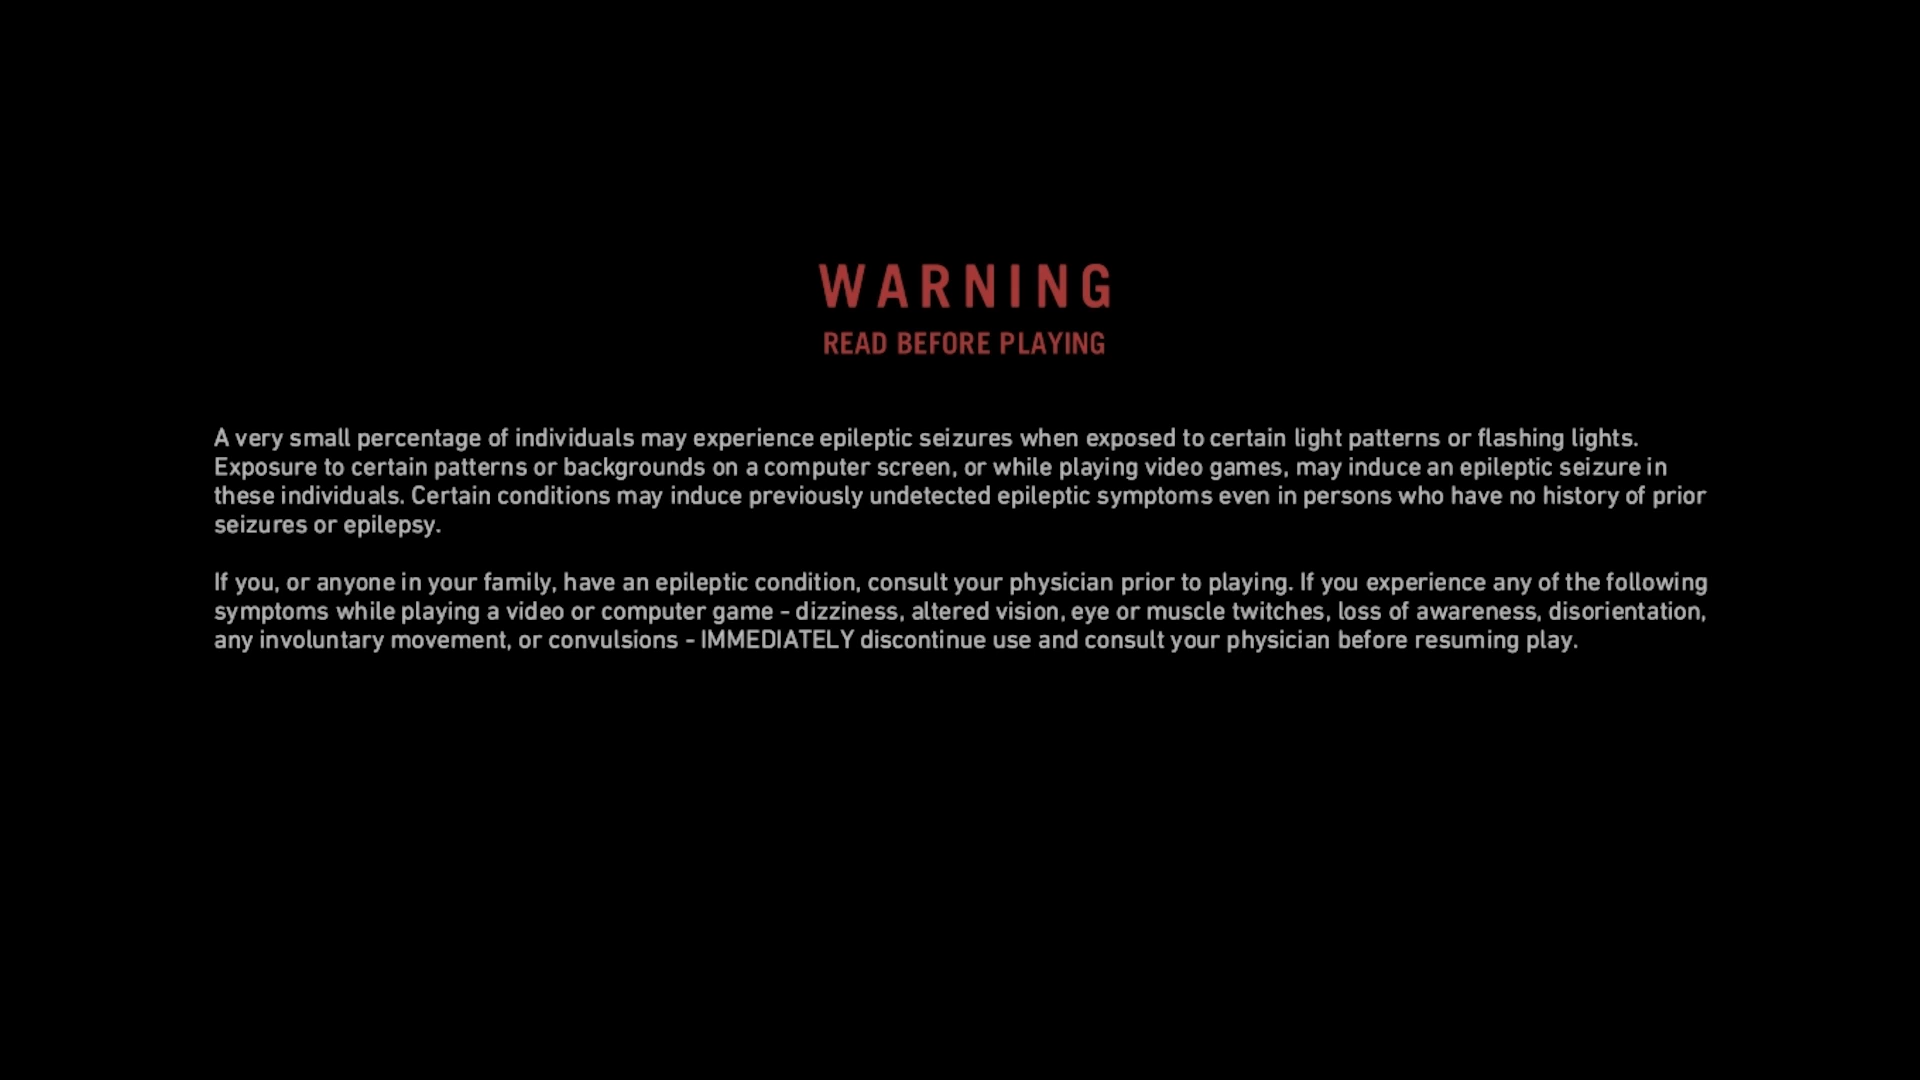 WARNING
READ BEFORE PLAYING
A very small percentage of individuals may experience epileptic seizures when exposed to certain light patterns or flashing lights.
Exposure to certain patterns or backgrounds on a computer screen, or while playing video games, may induce an epileptic seizure in
these individuals. Certain conditions may induce previously undetected epileptic symptoms even in persons who have no history of prior
seizures or epilepsy.
If you, or anyone in your family, have an epileptic condition, consult your physician prior to playing. If you experience any of the following
symptoms while playing a video or computer game - dizziness, altered vision, eye or muscle twitches, loss of awareness, disorientation,
any involuntary movement, or convulsions - IMMEDIATELY discontinue use and consult your physician before resuming play.